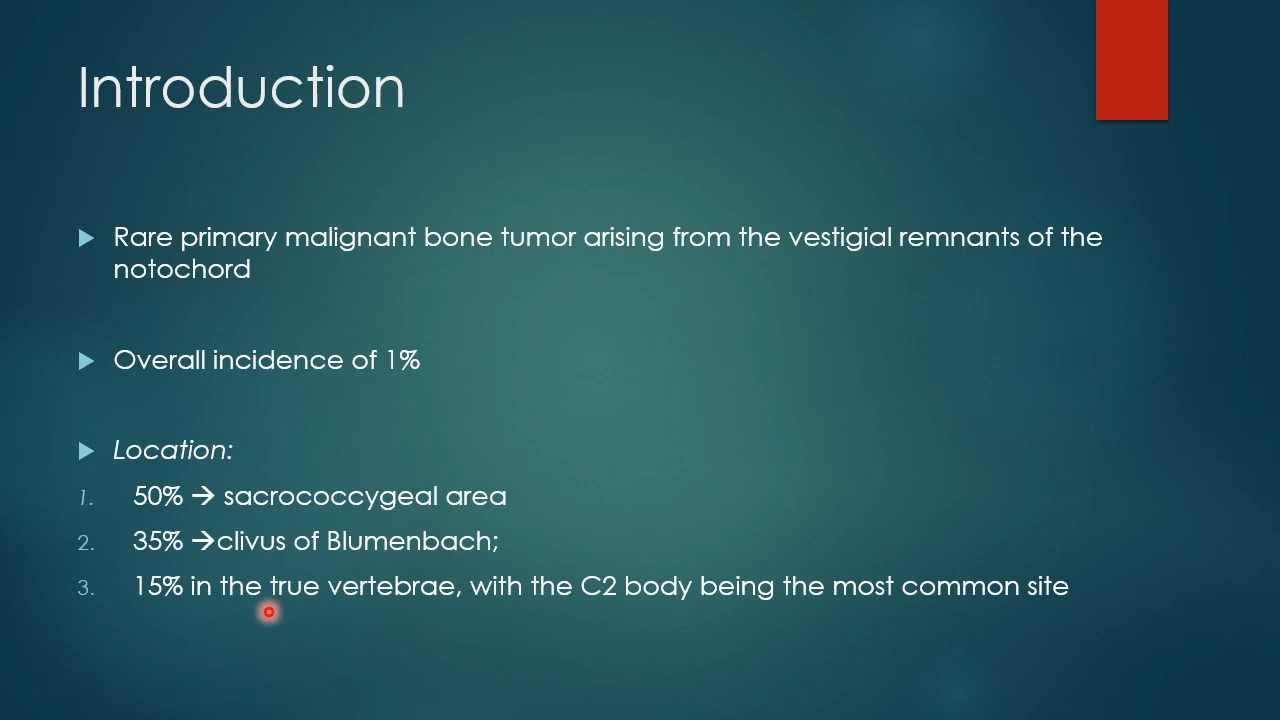 Introduction
Rare primary malignant bone tumor arising from the vestigial remnants of the
notochord
Overall incidence of 1%
Location:
1. 50% → sacrococcygeal area
2. 35% →clivus of Blumenbach;
3. 15% in the true vertebrae, with the C2 body being the most common site